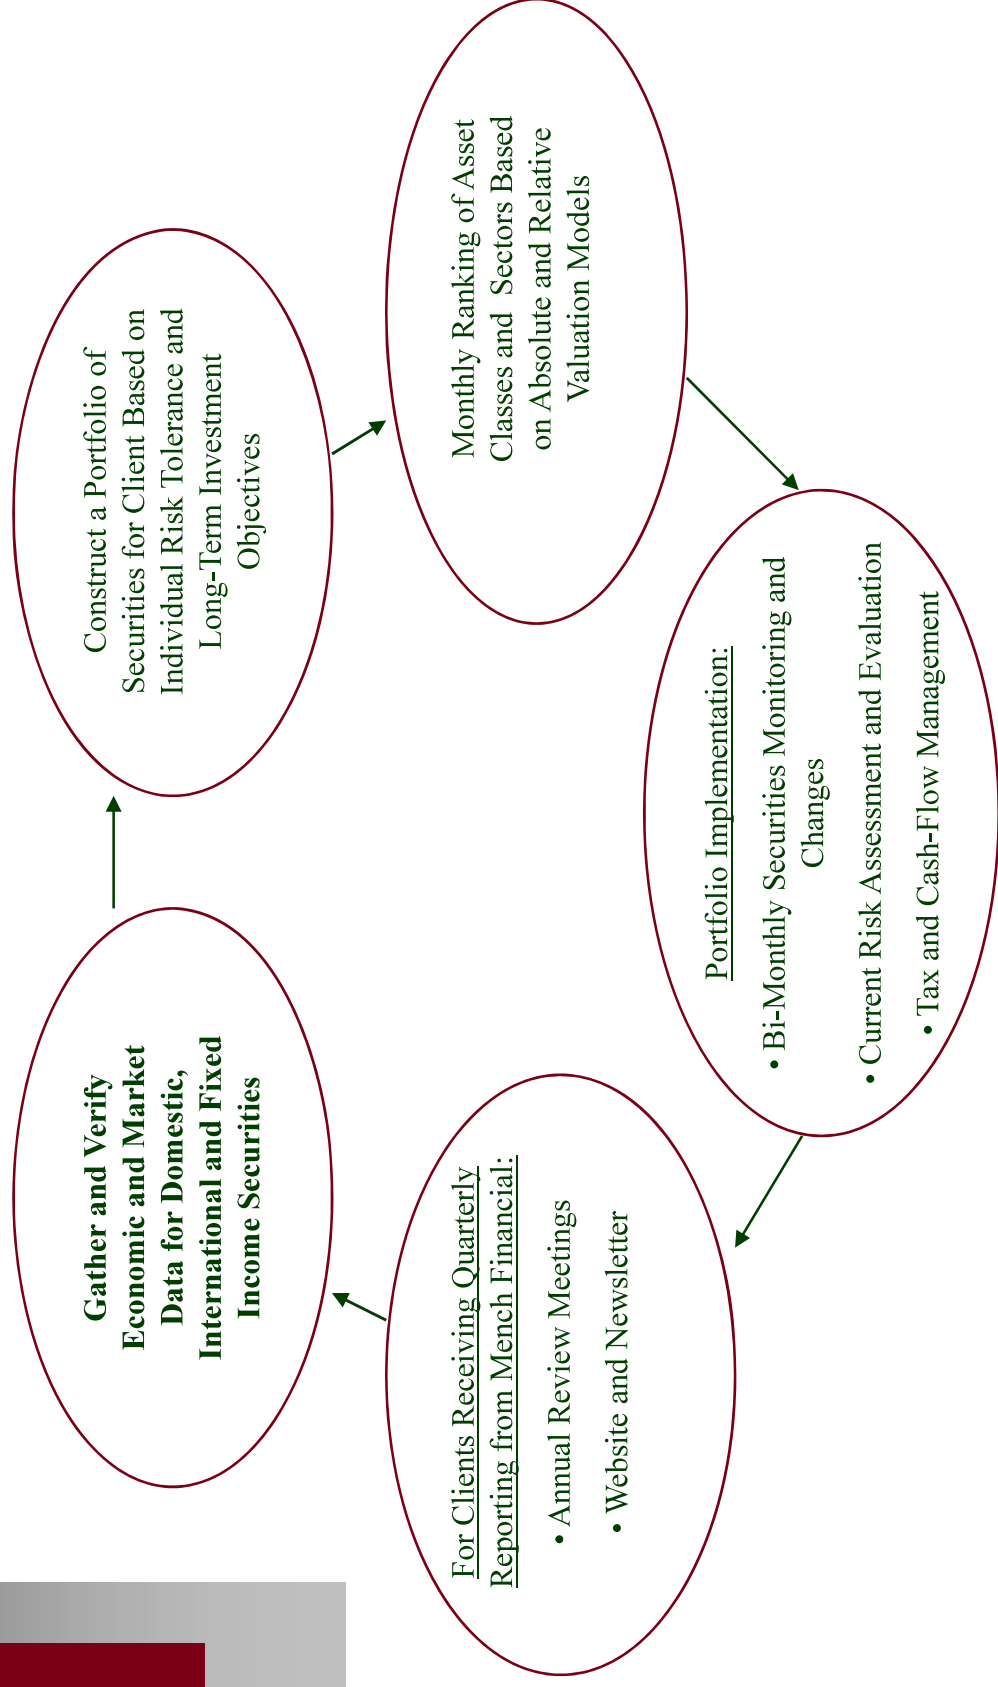 Gather and Verify
Economic and Market
Data for Domestic,
International and Fixed
Income Securities
Construct a Portfolio of
Securities for Client Based on
Individual Risk Tolerance and
Long-Term Investment
Objectives
Monthly Ranking of Asset
Classes and  Sectors Based
on Absolute and Relative
Valuation Models
Portfolio Implementation:
• Bi-Monthly Securities Monitoring and
Changes
• Current Risk Assessment and Evaluation
• Tax and Cash-Flow Management
For Clients Receiving Quarterly
Reporting from Mench Financial:
• Annual Review Meetings
• Website and Newsletter